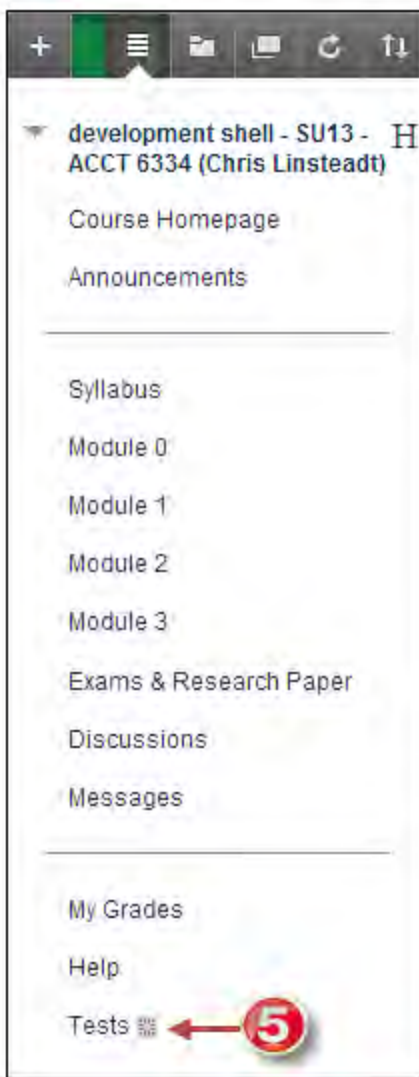 development shell - SU13 - H
ACCT 6334 (Chris Linsteadt)
Course Homepage
Announcements
Syllabus
Module 0
Module 1
Module 2
Module 3
Exams & Research Paper
Discussions
Messages
My Grades
Help
Tests
5